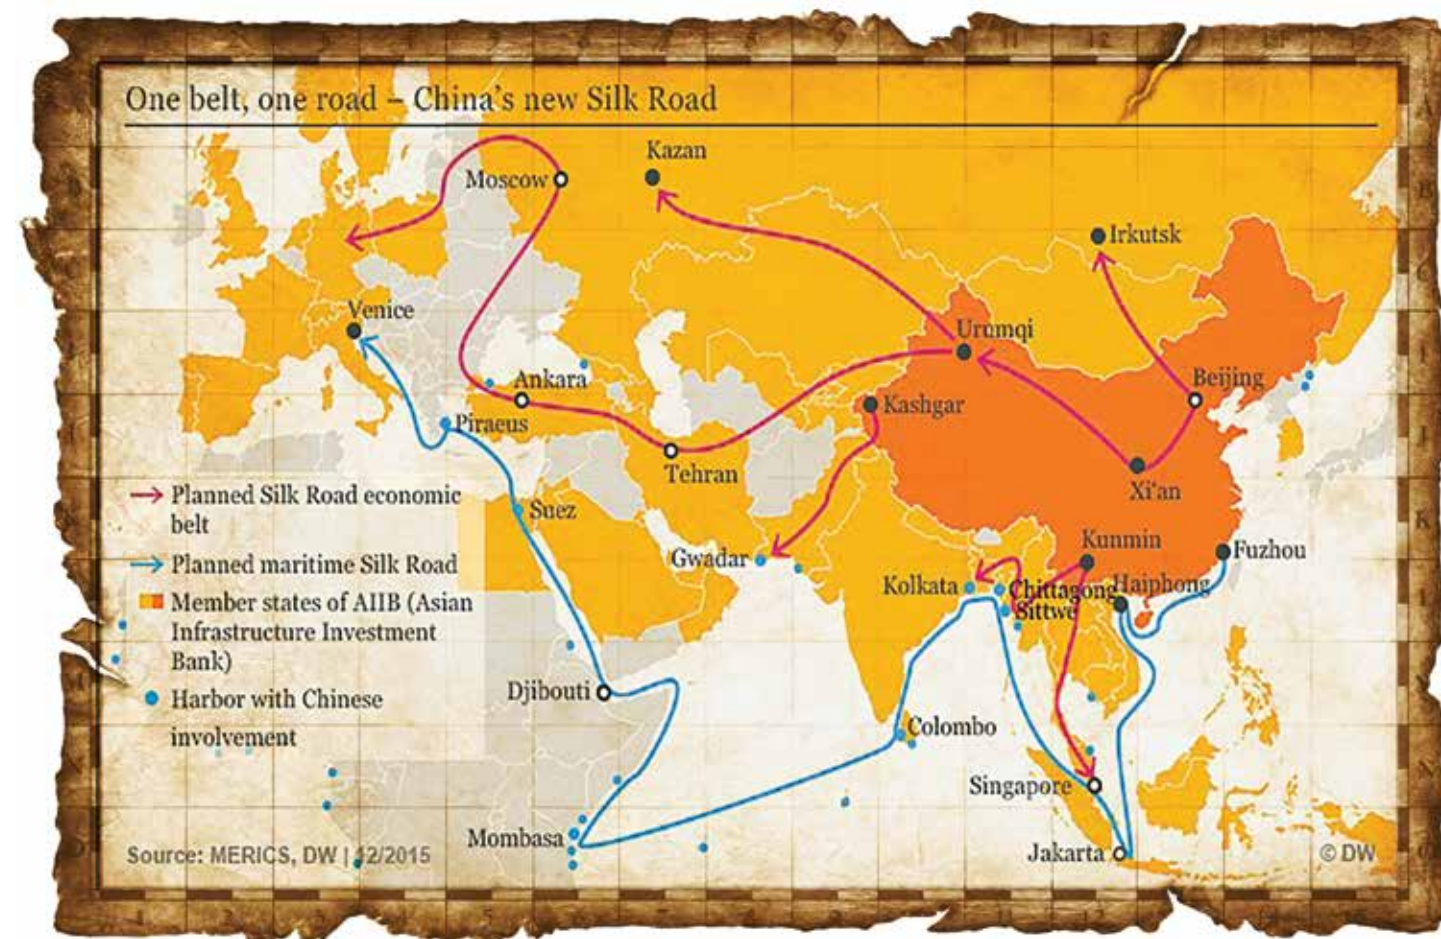 One belt, one road – China's new Silk Road
Kazan
Moscow
Irkutsk
Venice
Urumqi
Ankara
Beijing
Kashgar
Piraeus
Tehran
Xi'an
Planned Silk Road economic
belt
Suez
Kunmin
Fuzhou
Gwadar
Planned maritime Silk Road
Kolkata
Chittagong
Haiphong
Sittwe
Member states of AIIB (Asian
Infrastructure Investment
Bank)
Djibouti
Harbor with Chinese
involvement
Colombo
Singapore
Mombasa
Jakarta
Source: MERICS, DW | 12/2015
© DW